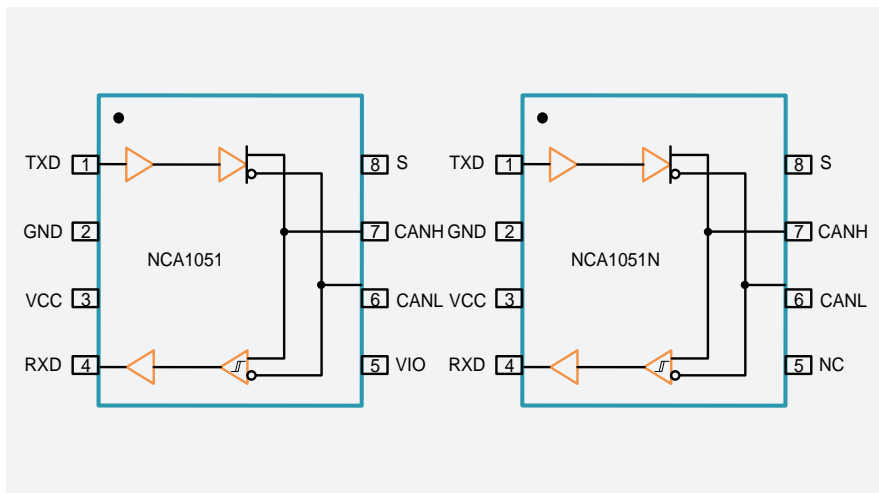 TXD 1 8 S
GND 2 7 CANH
NCA1051
VCC 3 6 CANL
RXD 4 5 VIO
TXD 1 8 S
GND 2 7 CANH
NCA1051N
VCC 3 6 CANL
RXD 4 5 NC